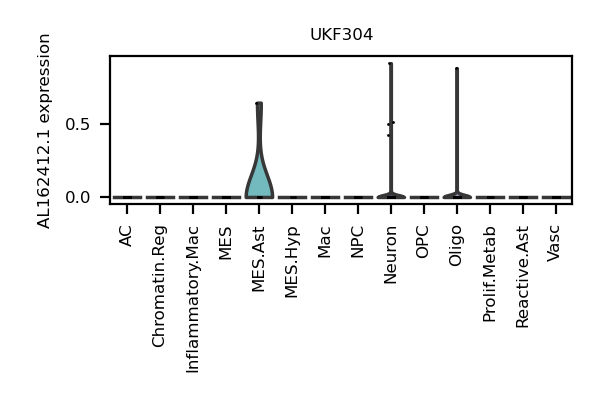 UKF304
AL162412.1 expression
0.5
0.0
AC
Chromatin.Reg
Inflammatory.Mac
MES
MES.Ast
MES.Hyp
Mac
NPC
Neuron
OPC
Oligo
Prolif.Metab
Reactive.Ast
Vasc